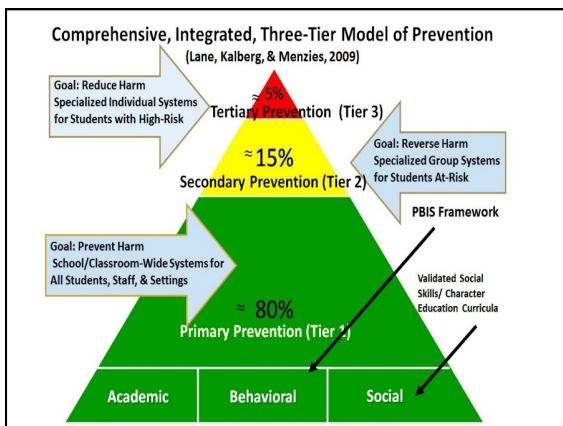 Comprehensive, Integrated, Three-Tier Model of Prevention
(Lane, Kalberg, & Menzies, 2009)
Goal: Reduce Harm
Specialized Individual Systems
for Students with High-Risk
≈ 5%
Tertiary Prevention (Tier 3)
Goal: Reverse Harm
Specialized Group Systems
for Students At-Risk
≈ 15%
Secondary Prevention (Tier 2)
PBIS Framework
Goal: Prevent Harm
School/Classroom-Wide Systems for
All Students, Staff, & Settings
Validated Social
Skills/ Character
Education Curricula
≈ 80%
Primary Prevention (Tier 1)
Academic
Behavioral
Social